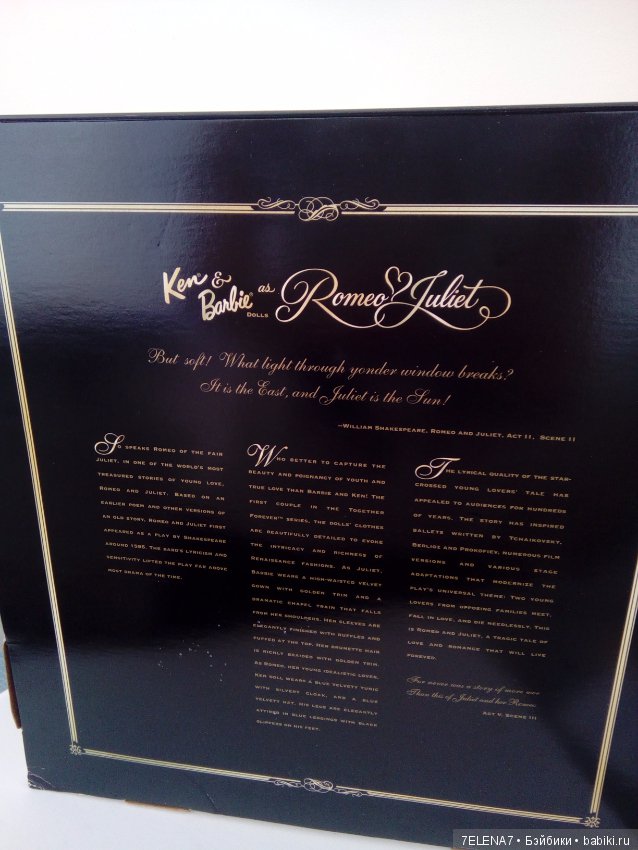 Ken & Barbie DOLLS as Romeo & Juliet
But soft! What light through yonder window breaks?
It is the East, and Juliet is the Sun!
—WILLIAM SHAKESPEARE, ROMEO AND JULIET, ACT II, SCENE II
SO SPEAKS ROMEO OF THE FAIR
JULIET, IN ONE OF THE WORLD'S MOST
TREASURED STORIES OF YOUNG LOVE,
ROMEO AND JULIET. BASED ON AN
EARLIER POEM AND OTHER VERSIONS OF
AN OLD STORY, ROMEO AND JULIET FIRST
APPEARED AS A PLAY BY SHAKESPEARE
AROUND 1595. THE BARD'S LYRICISM AND
SENSITIVITY LIFTED THE PLAY FAR ABOVE
MOST DRAMA OF THE TIME.
WHO BETTER TO CAPTURE THE
BEAUTY AND POIGNANCY OF YOUTH AND
TRUE LOVE THAN BARBIE AND KEN! THE
FIRST COUPLE IN THE TOGETHER
FOREVER™ SERIES, THE DOLLS' CLOTHES
ARE BEAUTIFULLY DETAILED TO EVOKE
THE INTRICACY AND RICHNESS OF
RENAISSANCE FASHIONS. AS JULIET,
BARBIE WEARS A HIGH-WAISTED VELVET
GOWN WITH GOLDEN TRIM AND A
DRAMATIC CHAPEL TRAIN THAT FALLS
FROM HER SHOULDERS. HER SLEEVES ARE
ELEGANTLY FINISHED WITH RUFFLES AND
PUFFED AT THE TOP. HER BRUNETTE HAIR
IS RICHLY BRAIDED WITH GOLDEN TRIM.
AS ROMEO, HER YOUNG IDEALISTIC LOVER,
KEN DOLL WEARS A BLUE VELVETY TUNIC
WITH SILVERY CLOAK, AND A BLUE
VELVETY HAT. HIS LEGS ARE ELEGANTLY
ATTIRED IN BLUE LEGGINGS WITH BLACK
SLIPPERS ON HIS FEET.
THE LYRICAL QUALITY OF THE STAR-
CROSSED YOUNG LOVERS' TALE HAS
APPEALED TO AUDIENCES FOR HUNDREDS
OF YEARS. THE STORY HAS INSPIRED
BALLETS WRITTEN BY TCHAIKOVSKY,
BERLIOZ AND PROKOFIEV, NUMEROUS FILM
VERSIONS AND VARIOUS STAGE
ADAPTATIONS THAT MODERNIZE THE
PLAY'S UNIVERSAL THEME: TWO YOUNG
LOVERS FROM OPPOSING FAMILIES MEET,
FALL IN LOVE, AND DIE NEEDLESSLY. THIS
IS ROMEO AND JULIET, A TRAGIC TALE OF
LOVE AND ROMANCE THAT WILL LIVE
FOREVER.
For never was a story of more woe
Than this of Juliet and her Romeo.
ACT V, SCENE III
7ELENA7 • Бэйбики • babiki.ru